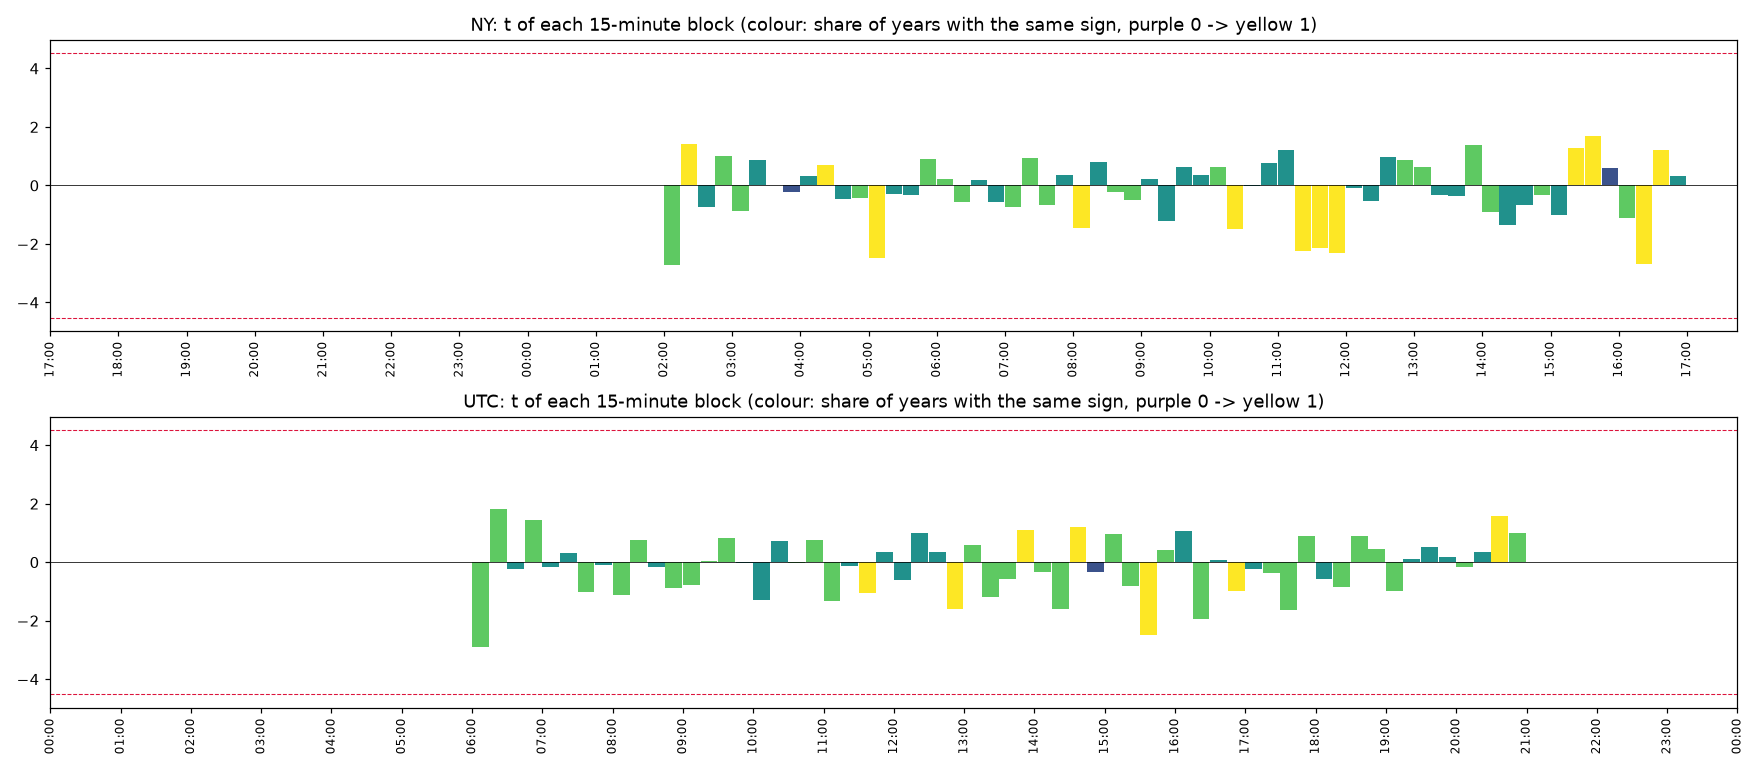 NY: t of each 15-minute block (colour: share of years with the same sign, purple 0 -> yellow 1)
4
2
0
−2
−4
17:00 18:00 19:00 20:00 21:00 22:00 23:00 00:00 01:00 02:00 03:00 04:00 05:00 06:00 07:00 08:00 09:00 10:00 11:00 12:00 13:00 14:00 15:00 16:00 17:00
UTC: t of each 15-minute block (colour: share of years with the same sign, purple 0 -> yellow 1)
4
2
0
−2
−4
00:00 01:00 02:00 03:00 04:00 05:00 06:00 07:00 08:00 09:00 10:00 11:00 12:00 13:00 14:00 15:00 16:00 17:00 18:00 19:00 20:00 21:00 22:00 23:00 00:00